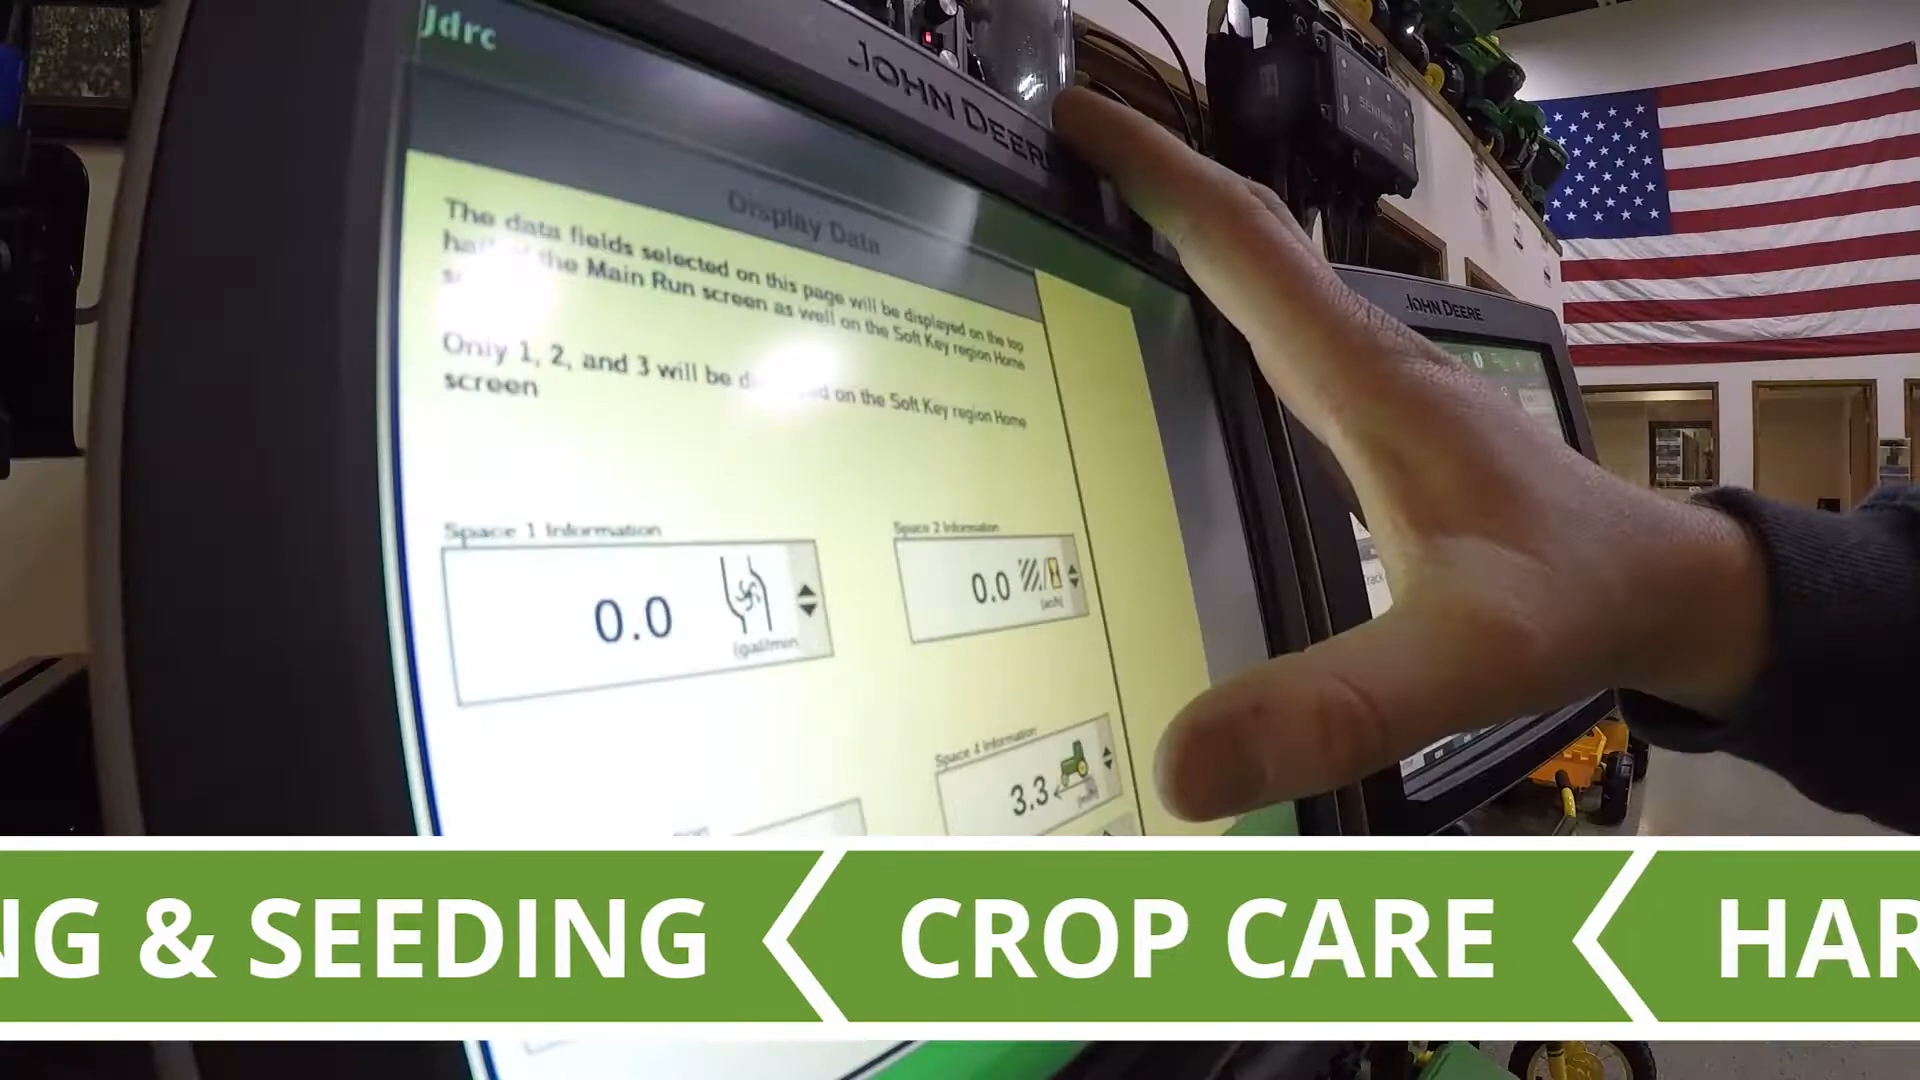 Jdrc
JOHN DEERE
Display Data
The data fields selected on this page will be displayed on the top
the Main Run screen as well on the Soft Key region Home
Only 1, 2, and 3 will be on the Soft Key region Home
screen
Space 1 Information
0.0
(gal/min
Space 2 Information
0.0
Space 4 Information
3.3
JOHN DEERE
NG & SEEDING
CROP CARE
HAR